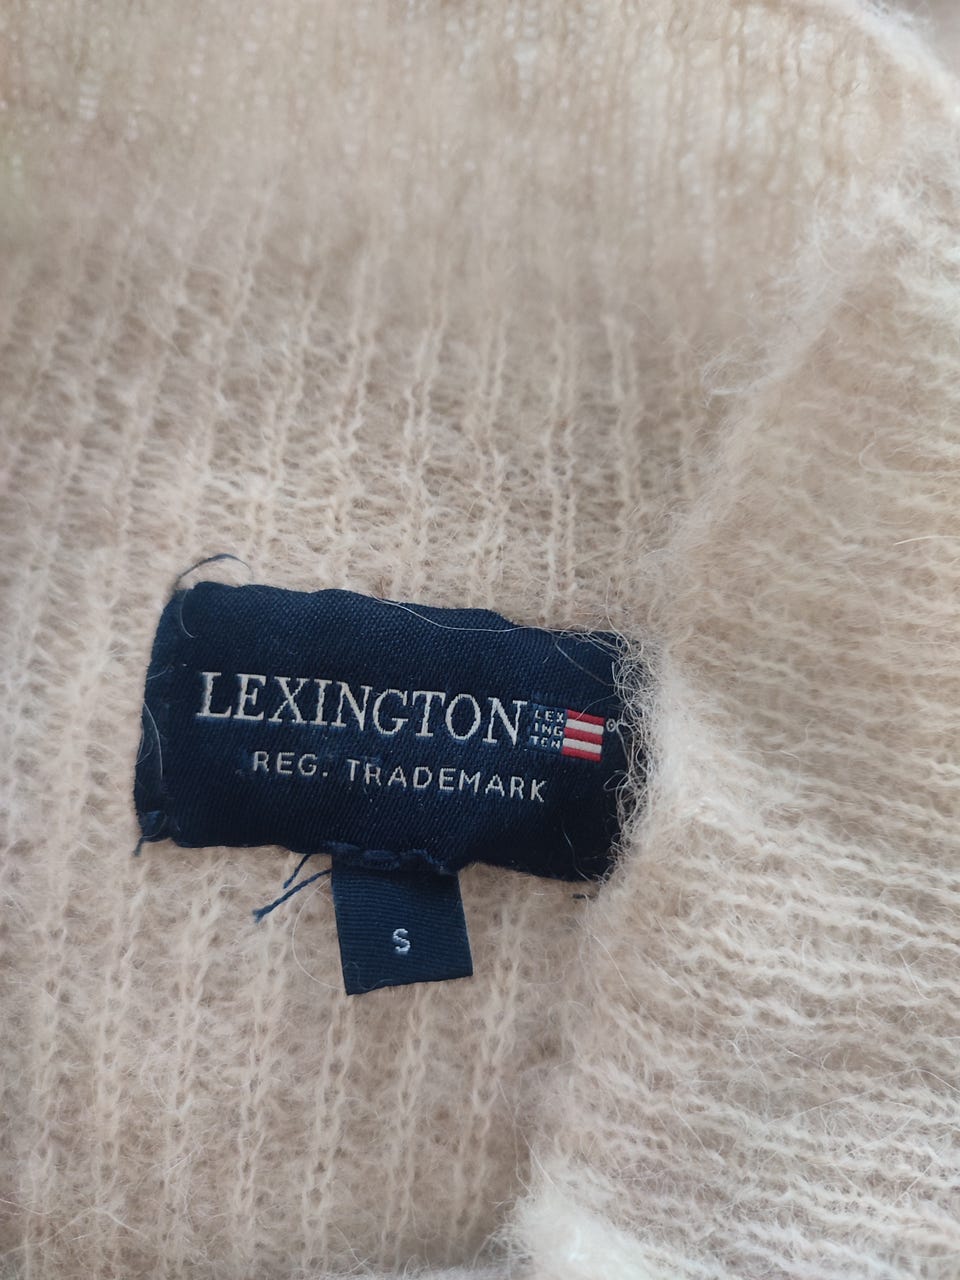 LEXINGTON
LEX
ING
TON
®
REG. TRADEMARK
S